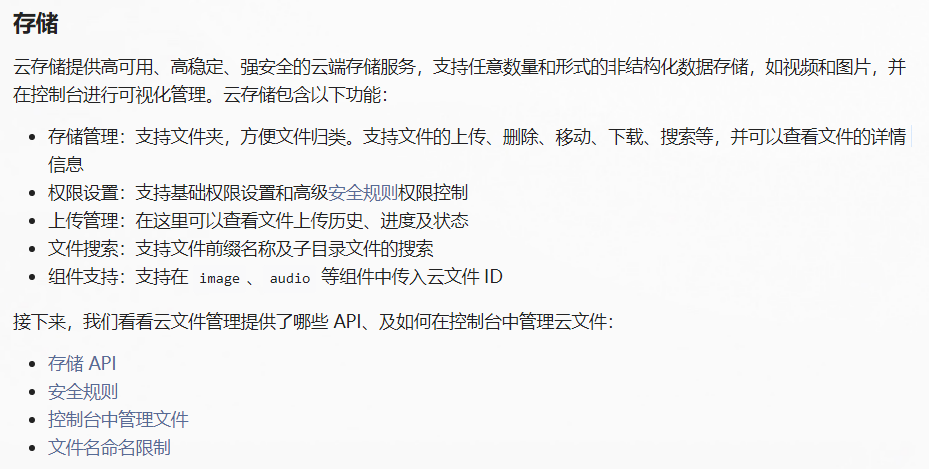 存储
云存储提供高可用、高稳定、强安全的云端存储服务，支持任意数量和形式的非结构化数据存储，如视频和图片，并
在控制台进行可视化管理。云存储包含以下功能：
存储管理：支持文件夹，方便文件归类。支持文件的上传、删除、移动、下载、搜索等，并可以查看文件的详情
信息
权限设置：支持基础权限设置和高级安全规则权限控制
上传管理：在这里可以查看文件上传历史、进度及状态
文件搜索：支持文件前缀名称及子目录文件的搜索
组件支持：支持在 image 、 audio 等组件中传入云文件 ID
接下来，我们看看云文件管理提供了哪些 API、及如何在控制台中管理云文件：
存储 API
安全规则
控制台中管理文件
文件名命名限制